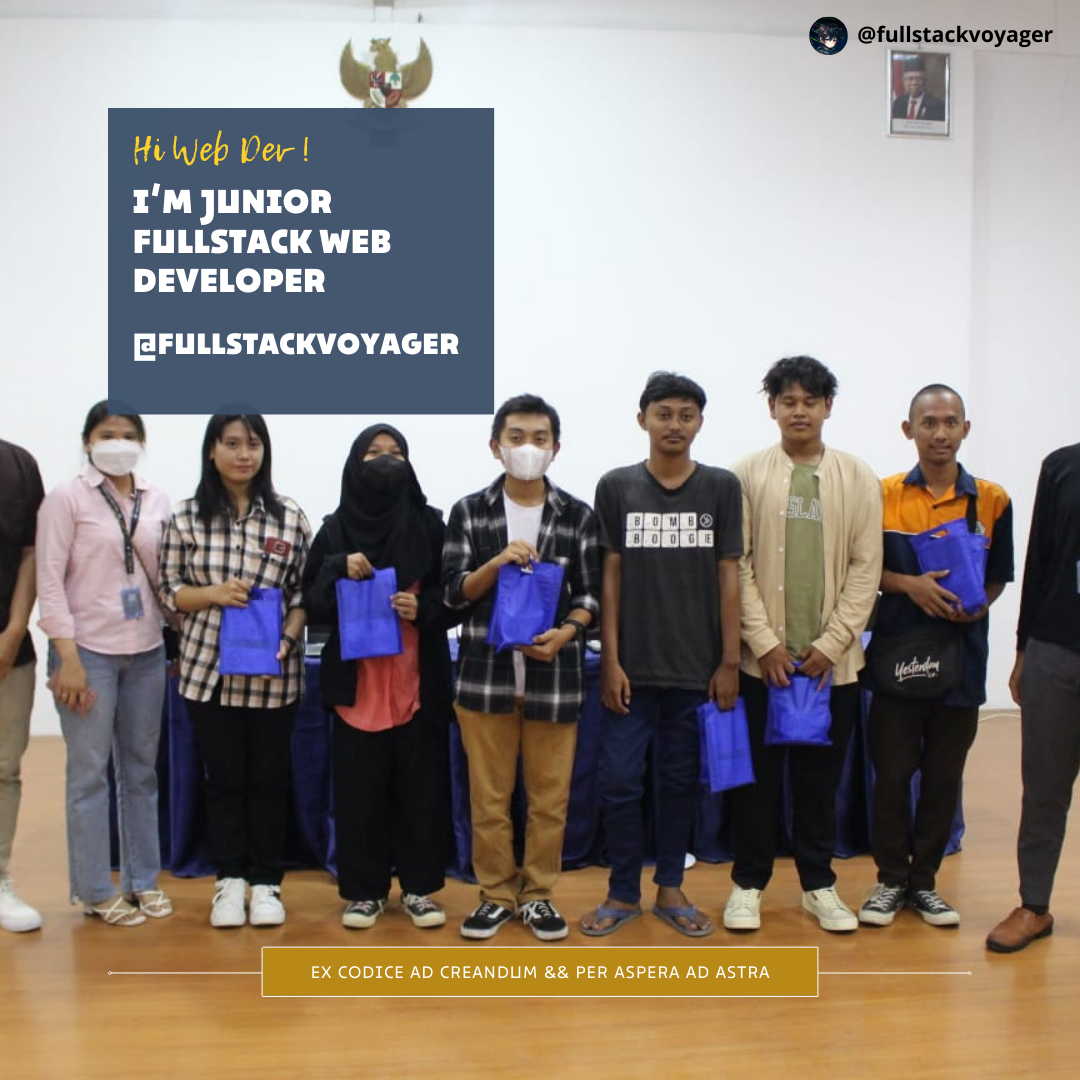 @fullstackvoyager
Hi Web Dev !
I'M JUNIOR
FULLSTACK WEB
DEVELOPER
@FULLSTACKVOYAGER
BOMB
BOOGIE
SLA
Yesterday
EX CODICE AD CREANDUM && PER ASPERA AD ASTRA